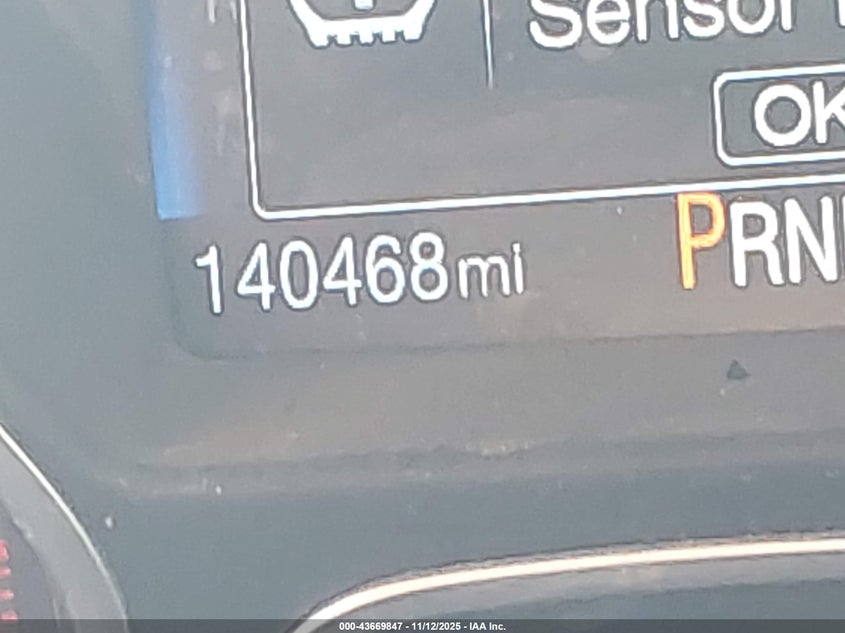 Sensor
OK
140468mi
PRN
000-43669847 - 11/12/2025 - IAA Inc.